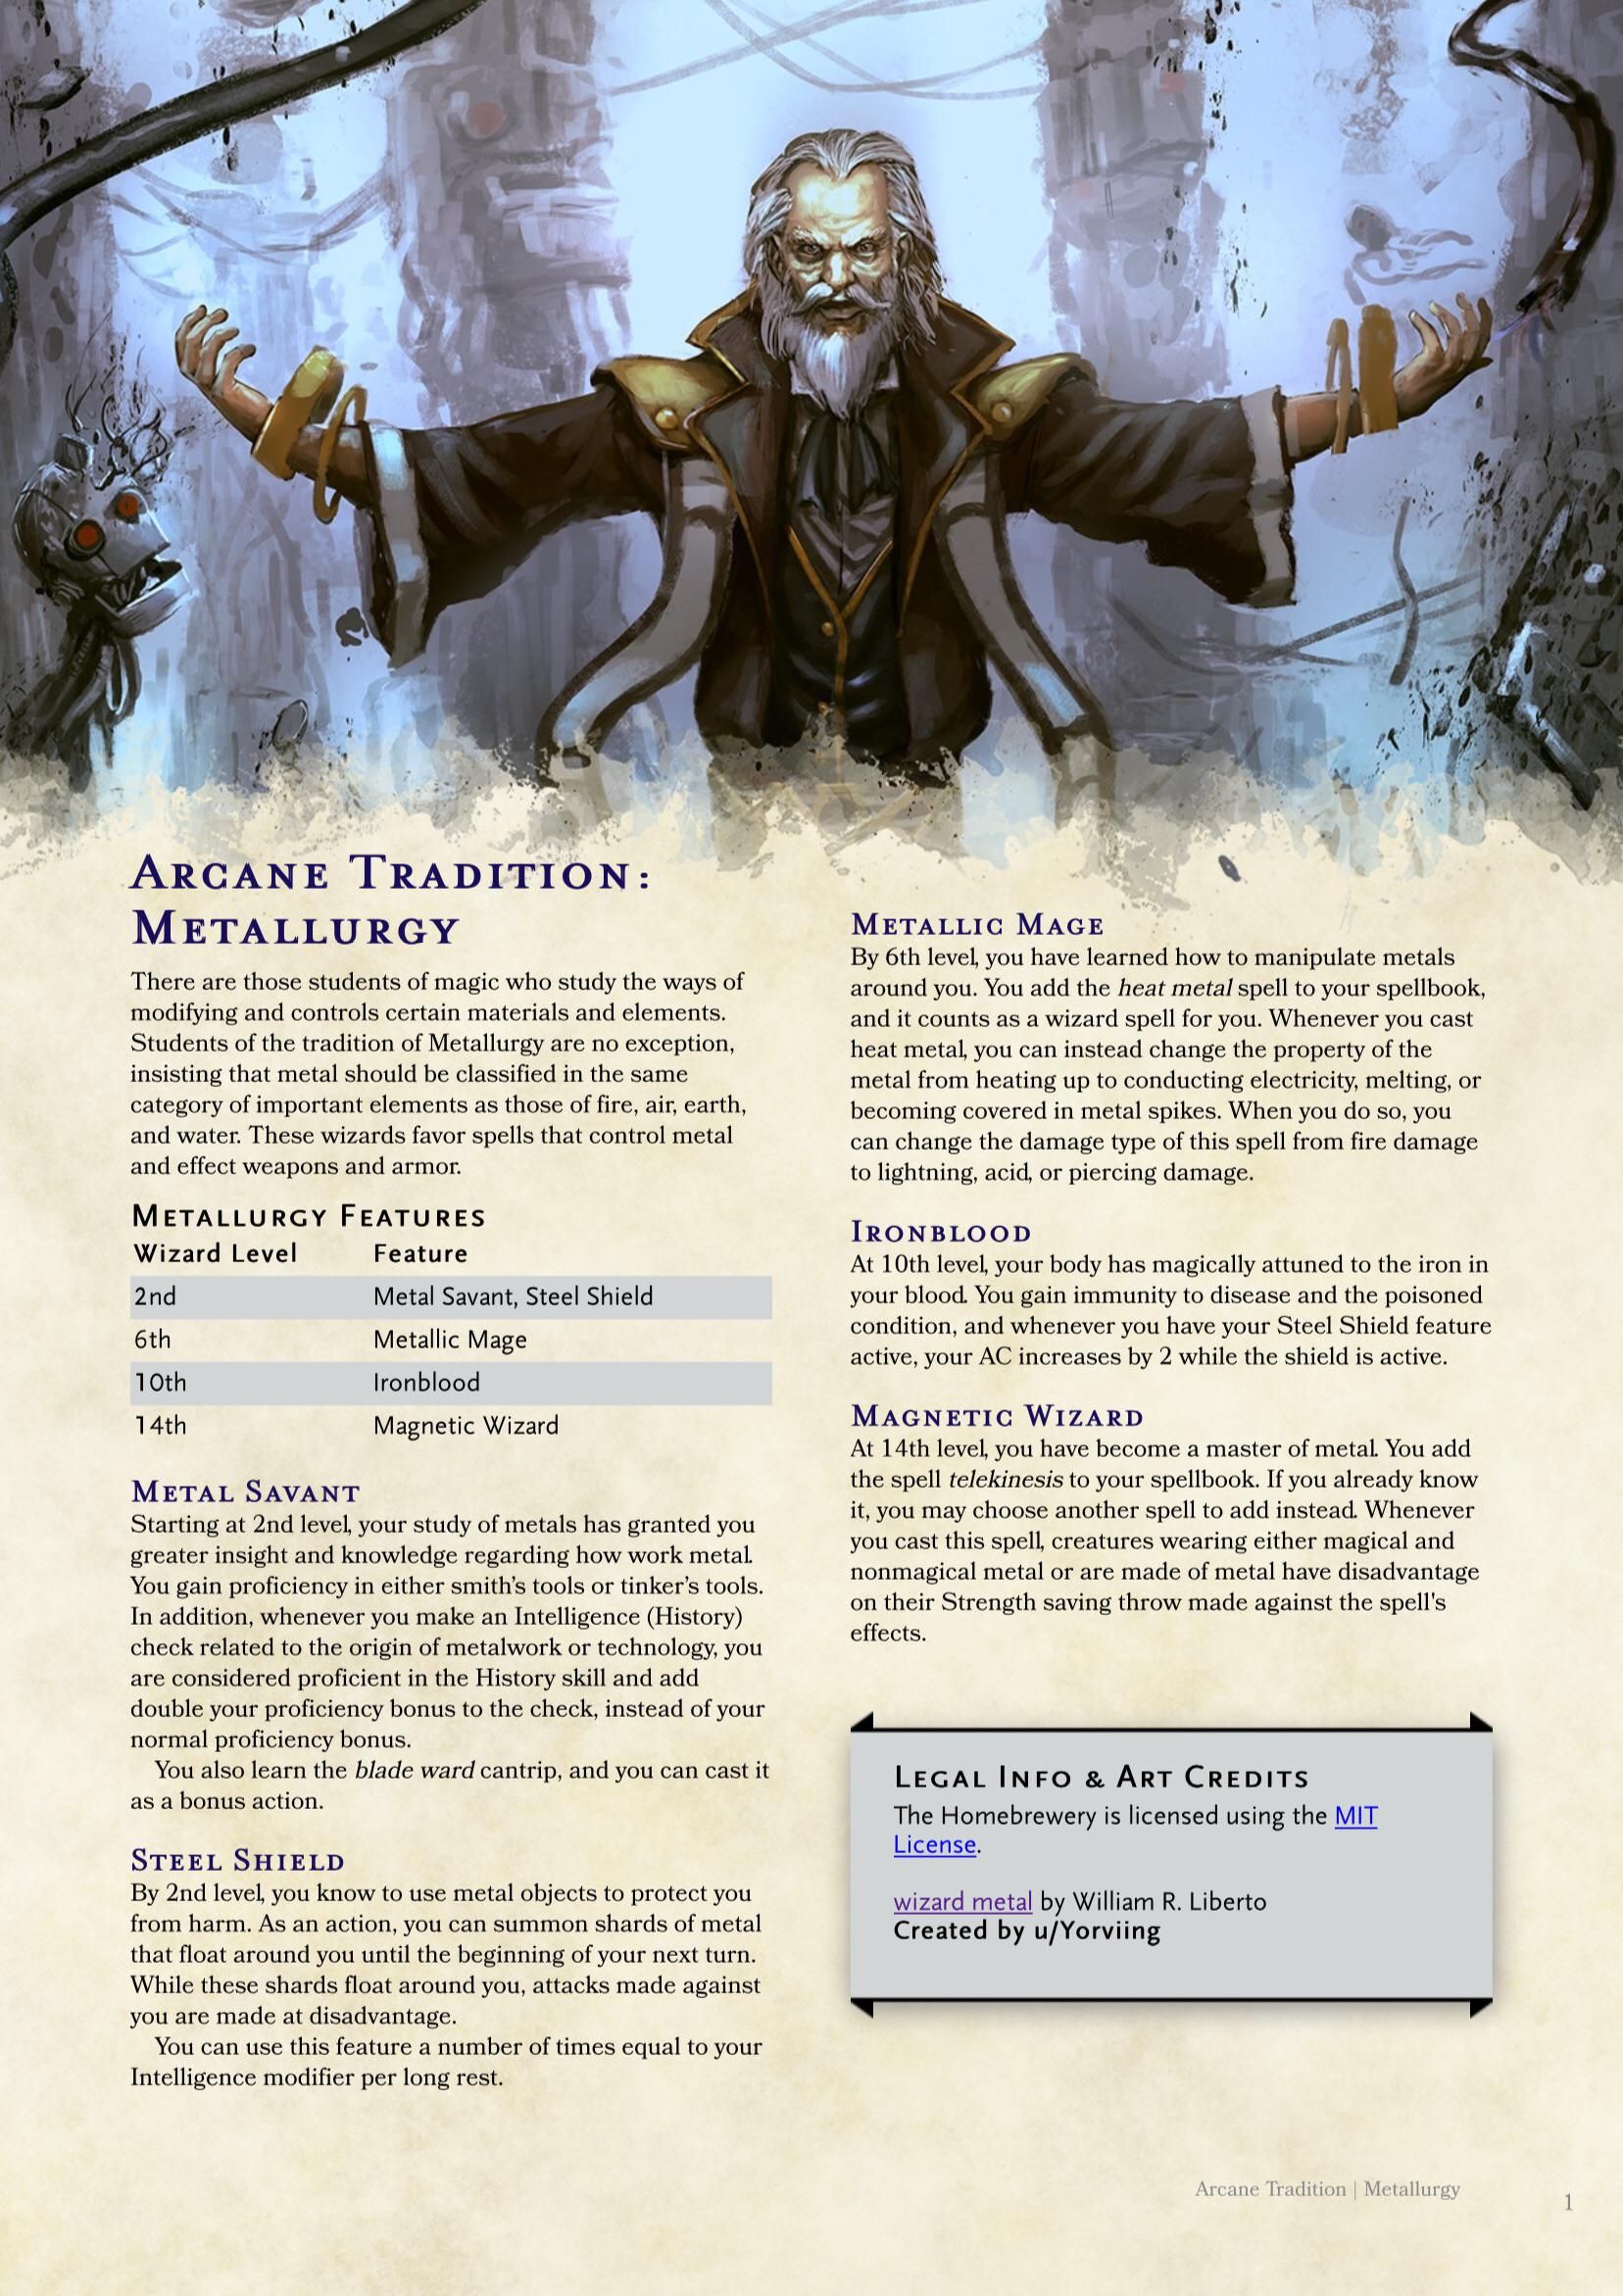 Arcane Tradition:
Metallurgy
There are those students of magic who study the ways of
modifying and controls certain materials and elements.
Students of the tradition of Metallurgy are no exception,
insisting that metal should be classified in the same
category of important elements as those of fire, air, earth,
and water. These wizards favor spells that control metal
and effect weapons and armor.
Metallurgy Features
Wizard Level Feature
2nd Metal Savant, Steel Shield
6th Metallic Mage
10th Ironblood
14th Magnetic Wizard
Metal Savant
Starting at 2nd level, your study of metals has granted you
greater insight and knowledge regarding how work metal.
You gain proficiency in either smith's tools or tinker's tools.
In addition, whenever you make an Intelligence (History)
check related to the origin of metalwork or technology, you
are considered proficient in the History skill and add
double your proficiency bonus to the check, instead of your
normal proficiency bonus.
You also learn the blade ward cantrip, and you can cast it
as a bonus action.
Steel Shield
By 2nd level, you know to use metal objects to protect you
from harm. As an action, you can summon shards of metal
that float around you until the beginning of your next turn.
While these shards float around you, attacks made against
you are made at disadvantage.
You can use this feature a number of times equal to your
Intelligence modifier per long rest.
Metallic Mage
By 6th level, you have learned how to manipulate metals
around you. You add the heat metal spell to your spellbook,
and it counts as a wizard spell for you. Whenever you cast
heat metal, you can instead change the property of the
metal from heating up to conducting electricity, melting, or
becoming covered in metal spikes. When you do so, you
can change the damage type of this spell from fire damage
to lightning, acid, or piercing damage.
Ironblood
At 10th level, your body has magically attuned to the iron in
your blood. You gain immunity to disease and the poisoned
condition, and whenever you have your Steel Shield feature
active, your AC increases by 2 while the shield is active.
Magnetic Wizard
At 14th level, you have become a master of metal. You add
the spell telekinesis to your spellbook. If you already know
it, you may choose another spell to add instead. Whenever
you cast this spell, creatures wearing either magical and
nonmagical metal or are made of metal have disadvantage
on their Strength saving throw made against the spell's
effects.
Legal Info & Art Credits
The Homebrewery is licensed using the MIT
License.
wizard metal by William R. Liberto
Created by u/Yorviing
Arcane Tradition | Metallurgy
1